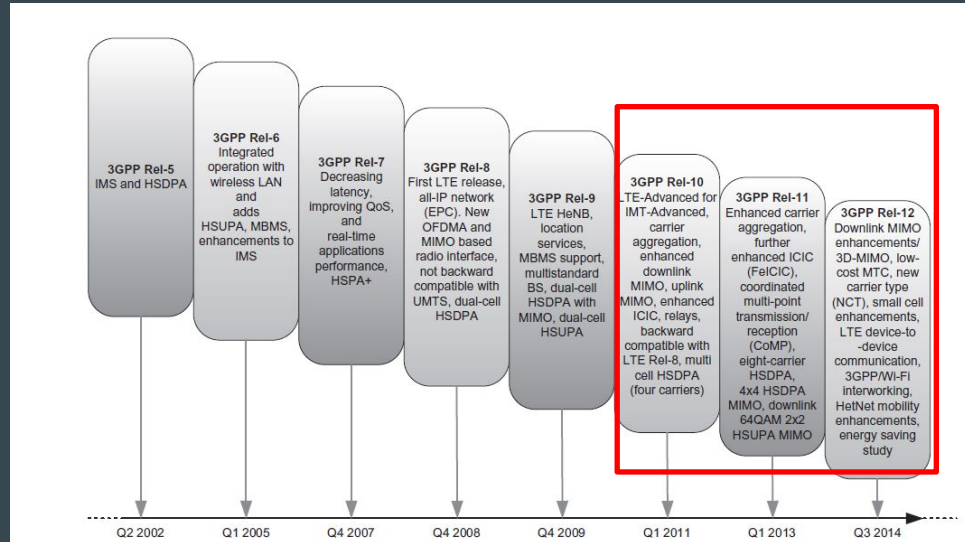 3GPP Rel-5
IMS and HSDPA
3GPP Rel-6
Integrated
operation with
wireless LAN
and
adds
HSUPA, MBMS,
enhancements to
IMS
3GPP Rel-7
Decreasing
latency,
improving QoS,
and
real-time
applications
performance,
HSPA+
3GPP Rel-8
First LTE release,
all-IP network
(EPC). New
OFDMA and
MIMO based
radio interface,
not backward
compatible with
UMTS, dual-cell
HSDPA
3GPP Rel-9
LTE HeNB,
location
services,
MBMS support,
multistandard
BS, dual-cell
HSDPA with
MIMO, dual-cell
HSUPA
3GPP Rel-10
LTE-Advanced for
IMT-Advanced,
carrier
aggregation,
enhanced
downlink
MIMO, uplink
MIMO, enhanced
ICIC, relays,
backward
compatible with
LTE Rel-8, multi
cell HSDPA
(four carriers)
3GPP Rel-11
Enhanced carrier
aggregation,
further
enhanced ICIC
(FeICIC),
coordinated
multi-point
transmission/
reception
(CoMP),
eight-carrier
HSDPA,
4x4 HSDPA
MIMO, downlink
64QAM 2x2
HSUPA MIMO
3GPP Rel-12
Downlink MIMO
enhancements/
3D-MIMO, low-
cost MTC, new
carrier type
(NCT), small cell
enhancements,
LTE device-to
-device
communication,
3GPP/Wi-Fi
interworking,
HetNet mobility
enhancements,
energy saving
study
Q2 2002
Q1 2005
Q4 2007
Q4 2008
Q4 2009
Q1 2011
Q1 2013
Q3 2014